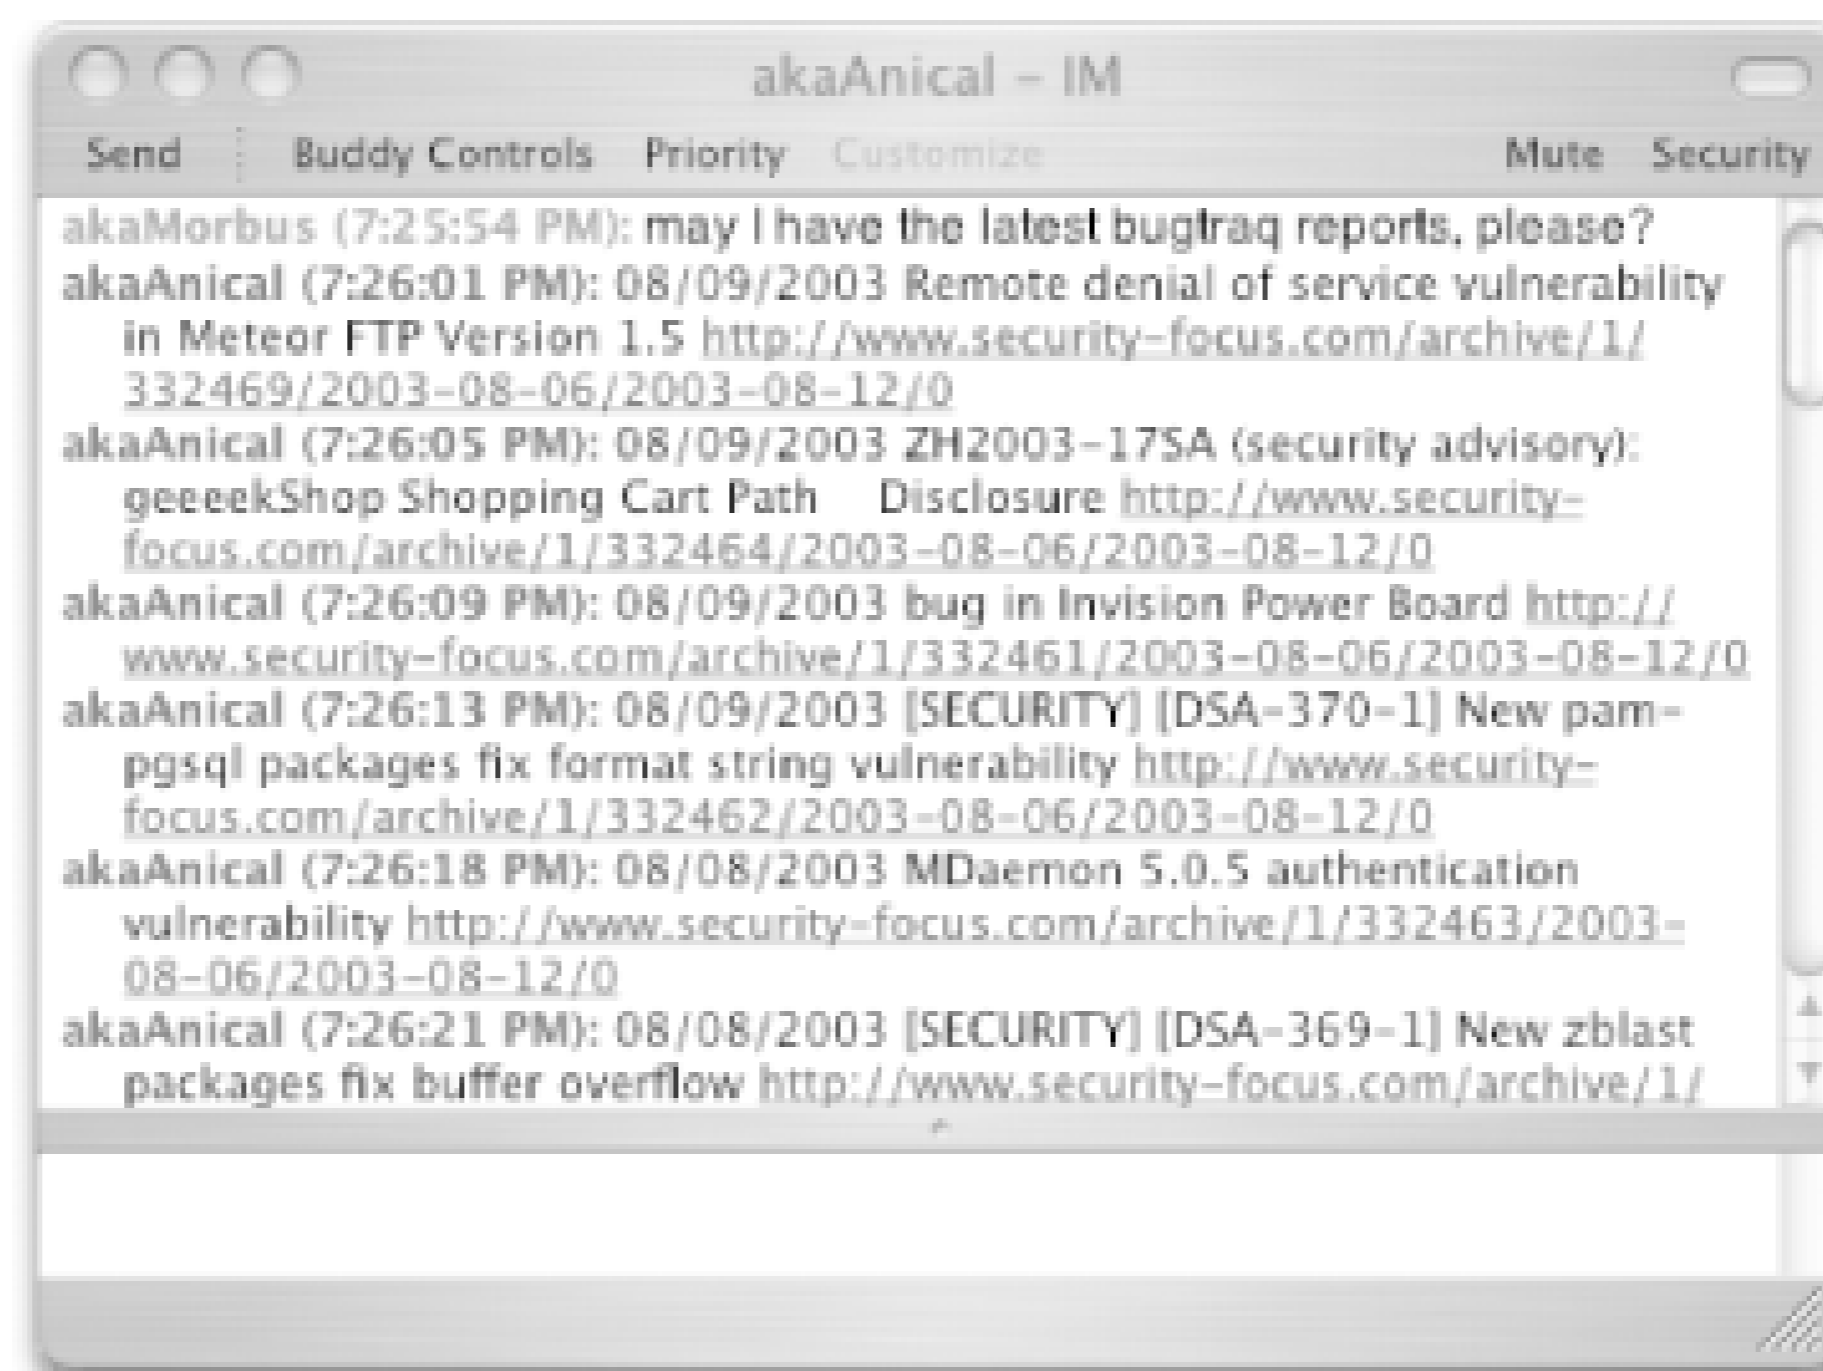 akaAnical – IM
Send Buddy Controls Priority Customize Mute Security
akaMorbus (7:25:54 PM): may I have the latest bugtraq reports, please?
akaAnical (7:26:01 PM): 08/09/2003 Remote denial of service vulnerability
in Meteor FTP Version 1.5 http://www.security-focus.com/archive/1/
332469/2003-08-06/2003-08-12/0
akaAnical (7:26:05 PM): 08/09/2003 ZH2003-17SA (security advisory):
geeeekShop Shopping Cart Path Disclosure http://www.security-
focus.com/archive/1/332464/2003-08-06/2003-08-12/0
akaAnical (7:26:09 PM): 08/09/2003 bug in Invision Power Board http://
www.security-focus.com/archive/1/332461/2003-08-06/2003-08-12/0
akaAnical (7:26:13 PM): 08/09/2003 [SECURITY] [DSA-370-1] New pam-
pgsql packages fix format string vulnerability http://www.security-
focus.com/archive/1/332462/2003-08-06/2003-08-12/0
akaAnical (7:26:18 PM): 08/08/2003 MDaemon 5.0.5 authentication
vulnerability http://www.security-focus.com/archive/1/332463/2003-
08-06/2003-08-12/0
akaAnical (7:26:21 PM): 08/08/2003 [SECURITY] [DSA-369-1] New zblast
packages fix buffer overflow http://www.security-focus.com/archive/1/